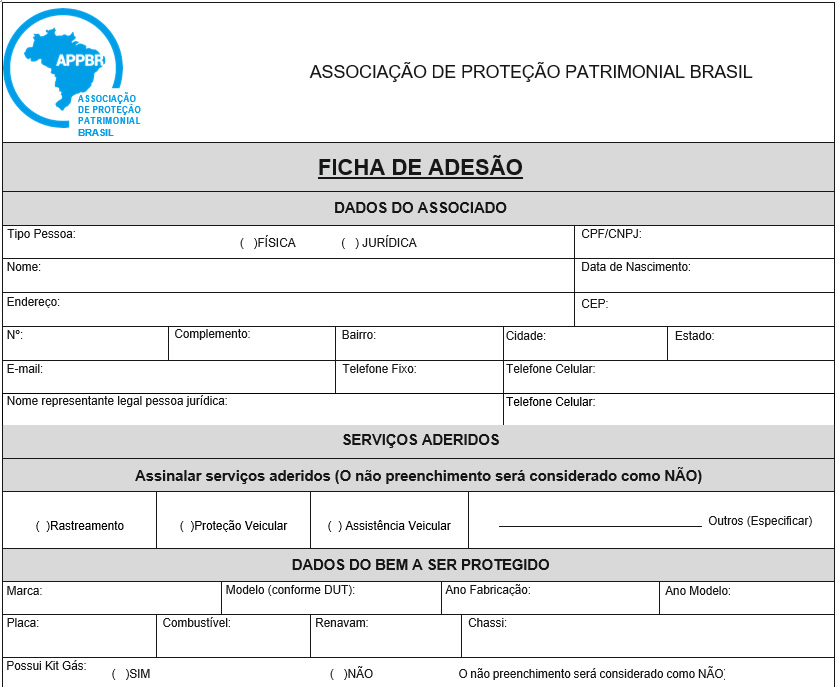 APPBR
ASSOCIAÇÃO
DE PROTEÇÃO
PATRIMONIAL
BRASIL
ASSOCIAÇÃO DE PROTEÇÃO PATRIMONIAL BRASIL
FICHA DE ADESÃO
DADOS DO ASSOCIADO
Tipo Pessoa: ( )FÍSICA ( ) JURÍDICA CPF/CNPJ:
Nome: Data de Nascimento:
Endereço: CEP:
Nº: Complemento: Bairro: Cidade: Estado:
E-mail: Telefone Fixo: Telefone Celular:
Nome representante legal pessoa jurídica: Telefone Celular:
SERVIÇOS ADERIDOS
Assinalar serviços aderidos (O não preenchimento será considerado como NÃO)
( )Rastreamento ( )Proteção Veicular ( ) Assistência Veicular ______________________________ Outros (Especificar)
DADOS DO BEM A SER PROTEGIDO
Marca: Modelo (conforme DUT): Ano Fabricação: Ano Modelo:
Placa: Combustível: Renavam: Chassi:
Possui Kit Gás: ( )SIM ( )NÃO O não preenchimento será considerado como NÃO